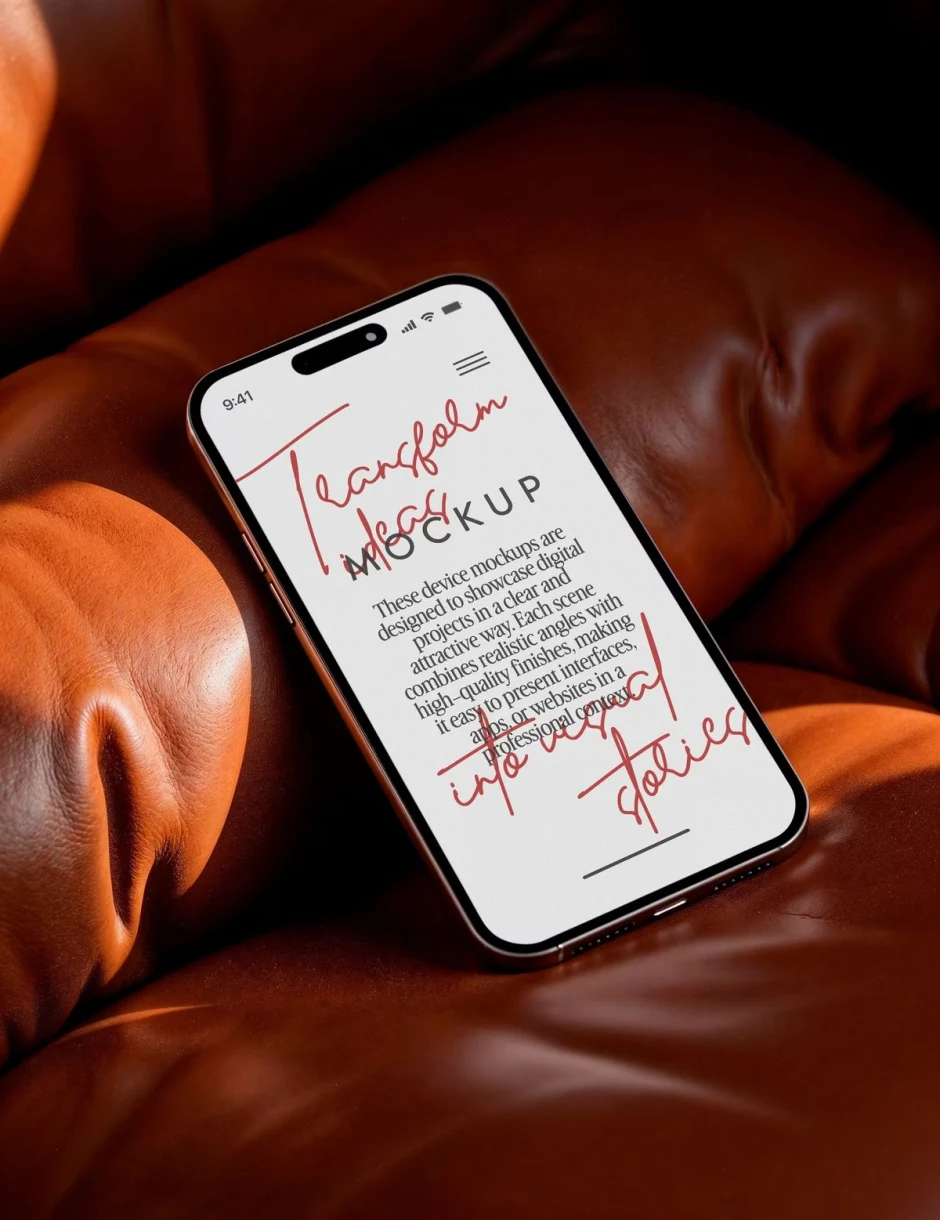 9:41
Transform
ideas
MOCKUP
These device mockups are
designed to showcase digital
projects in a clear and
attractive way. Each scene
combines realistic angles with
high-quality finishes, making
it easy to present interfaces,
apps, or websites in a
professional context.
into visual
stories